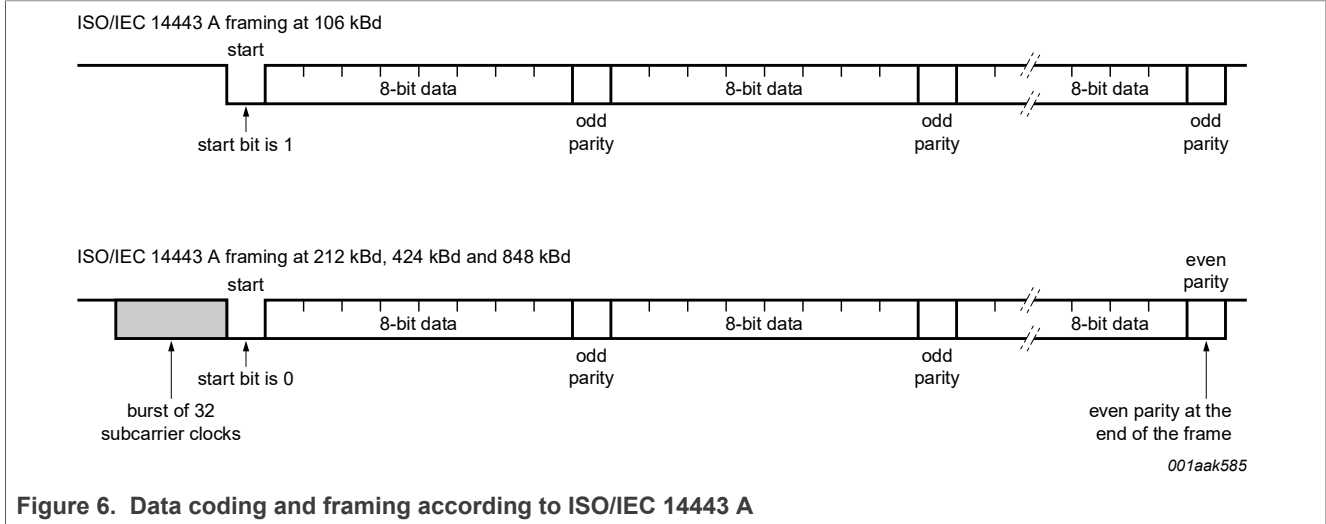 ISO/IEC 14443 A framing at 106 kBd
start
8-bit data
8-bit data
8-bit data
odd
parity
odd
parity
odd
parity
start bit is 1
ISO/IEC 14443 A framing at 212 kBd, 424 kBd and 848 kBd
start
even
parity
8-bit data
8-bit data
8-bit data
odd
parity
odd
parity
start bit is 0
burst of 32
subcarrier clocks
even parity at the
end of the frame
001aak585
Figure 6. Data coding and framing according to ISO/IEC 14443 A